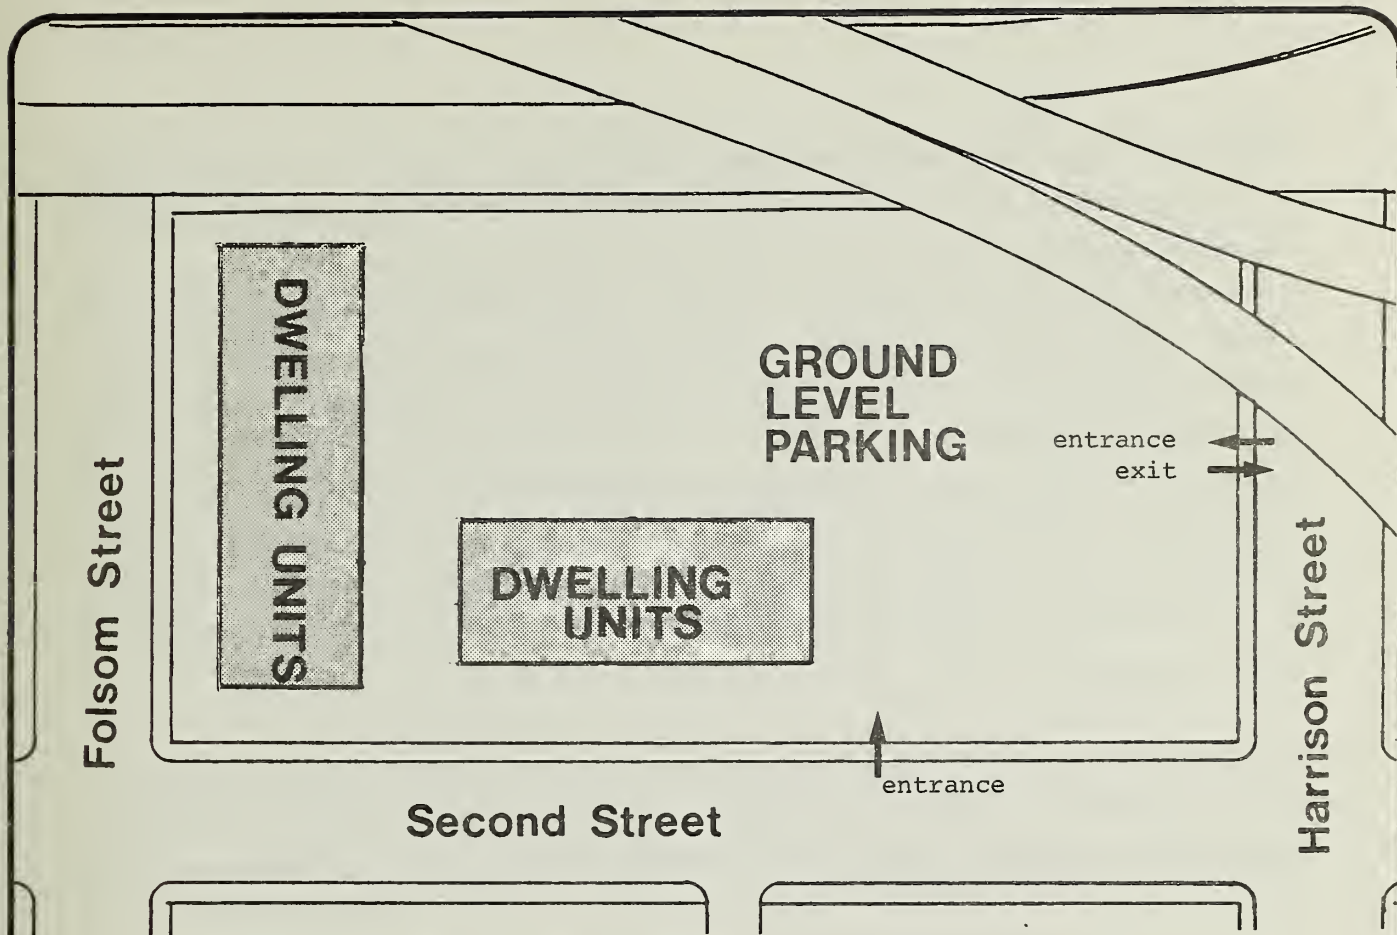 DWELLING UNITS
GROUND
LEVEL
PARKING
entrance
exit
Folsom Street
DWELLING
UNITS
Harrison Street
entrance
Second Street